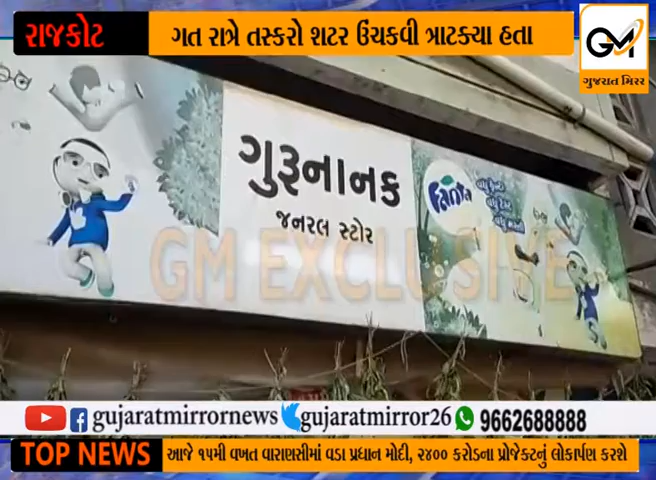 રાજકોટ
ગત રાત્રે તસ્કરો શટર ઉંચકવી ત્રાટક્યા હતા
GM
ગુજરાત મિરર
ગુરૂનાનક
જનરલ સ્ટોર
Fanta
GM EXCLUSIVE
gujaratmirrornews gujaratmirror26 9662688888
TOP NEWS
આજે ૧૫મી વખત વારાણસીમાં વડા પ્રધાન મોદી, ૨૪૦૦ કરોડના પ્રોજેક્ટનું લોકાર્પણ કરશે